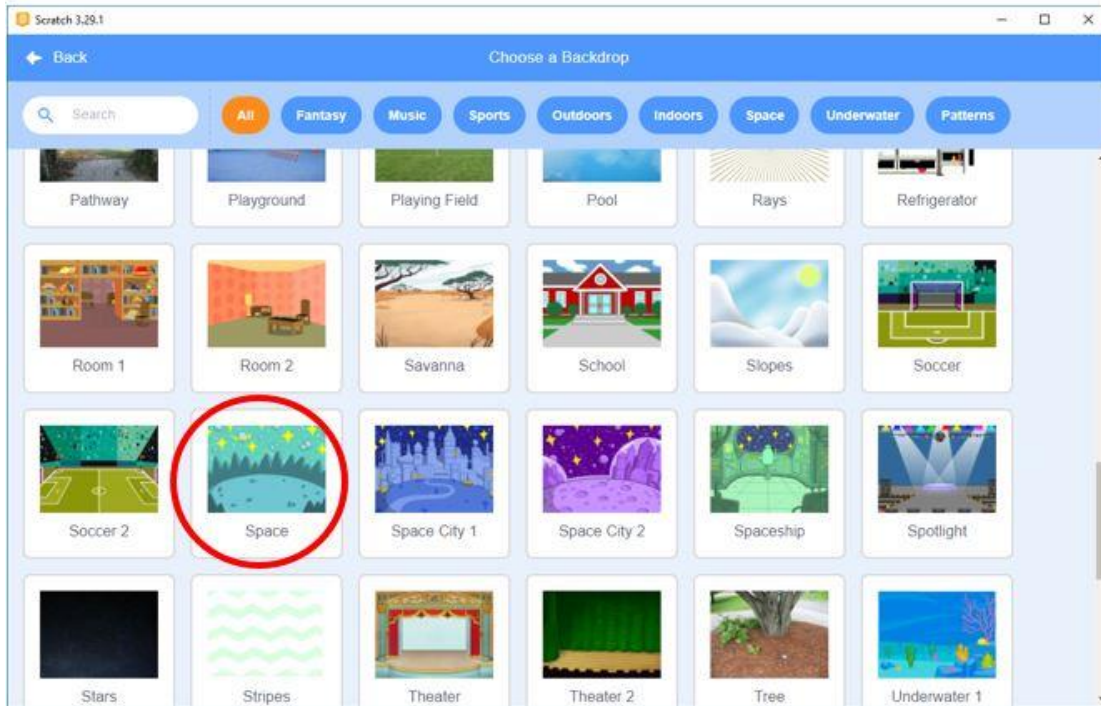 Scratch 3.29.1
Back
Choose a Backdrop
Search
All Fantasy Music Sports Outdoors Indoors Space Underwater Patterns
Pathway Playground Playing Field Pool Rays Refrigerator
Room 1 Room 2 Savanna School Slopes Soccer
Soccer 2 Space Space City 1 Space City 2 Spaceship Spotlight
Stars Stripes Theater Theater 2 Tree Underwater 1